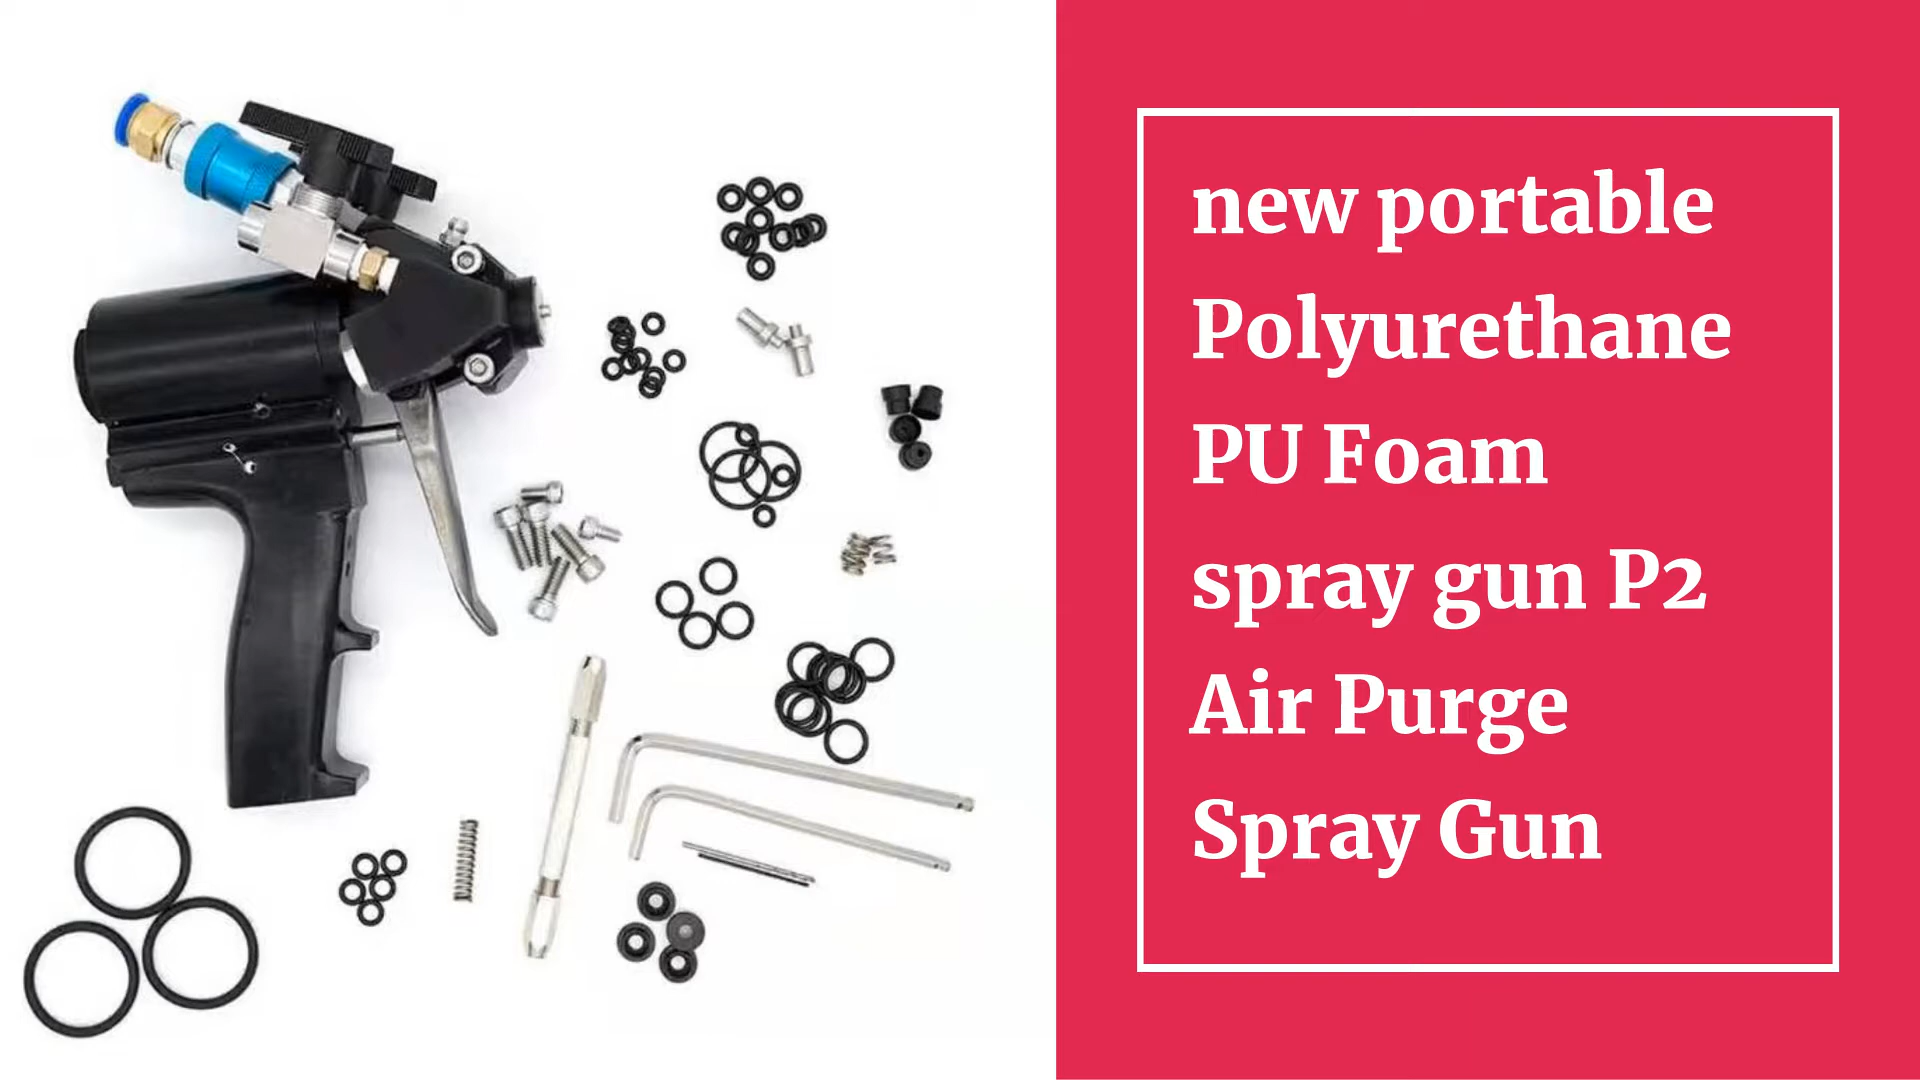 new portable
Polyurethane
PU Foam
spray gun P2
Air Purge
Spray Gun